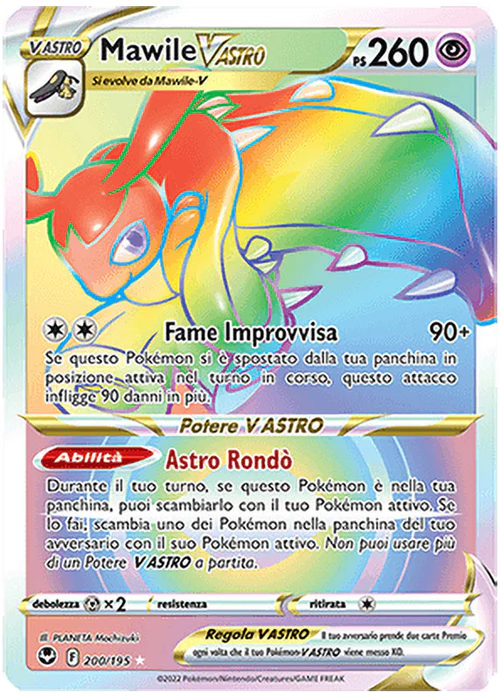 V ASTRO
Mawile V ASTRO PS 260
Si evolve da Mawile-V
Fame Improvvisa 90+
Se questo Pokémon si è spostato dalla tua panchina in
posizione attiva nel turno in corso, questo attacco
infligge 90 danni in più.
Potere V ASTRO
Abilità Astro Rondò
Durante il tuo turno, se questo Pokémon è nella tua
panchina, puoi scambiarlo con il tuo Pokémon attivo. Se
lo fai, scambia uno dei Pokémon nella panchina del tuo
avversario con il suo Pokémon attivo. Non puoi usare più
di un Potere V ASTRO a partita.
debolezza x2 resistenza ritirata
Ill. PLANETA Mochizuki
Regola V ASTRO Il tuo avversario prende due carte Premio
ogni volta che il tuo Pokémon-V ASTRO viene messo KO.
F 200/195
©2022 Pokémon/Nintendo/Creatures/GAME FREAK